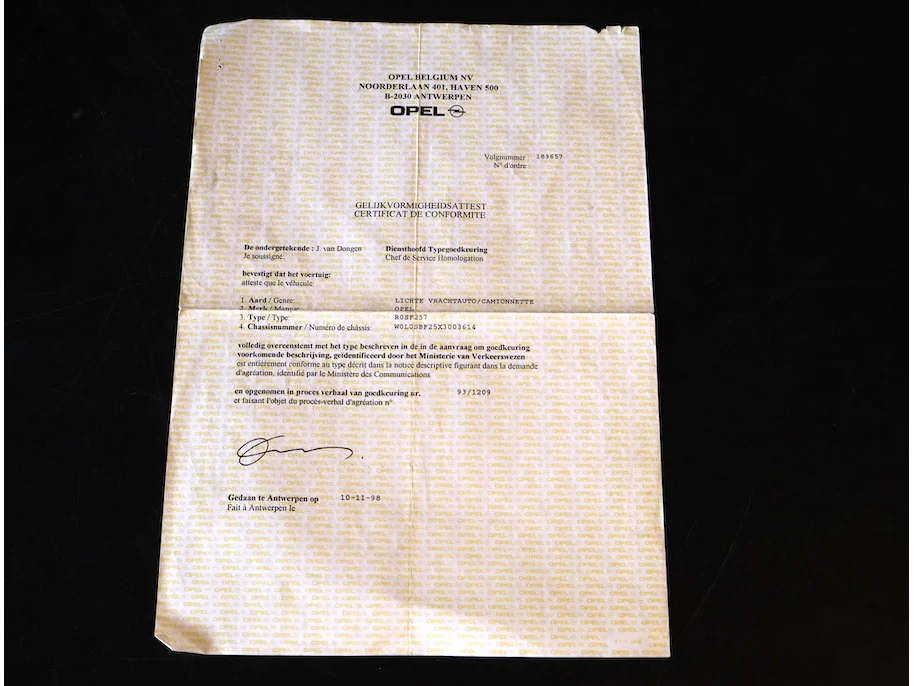 OPEL BELGIUM NV
NOORDERLAAN 401, HAVEN 500
B-2030 ANTWERPEN
OPEL
Volgnummer : 189657
N° d'ordre :
GELIJKVORMIGHEIDSATTEST
CERTIFICAT DE CONFORMITE
De ondergetekende : J. van Dongen Diensthoofd Typegoedkeuring
Je soussigné: Chef de Service Homologation
bevestigt dat het voertuig:
atteste que le véhicule:
1. Aard / Genre: LICHTE VRACHTAUTO/CAMIONNETTE
2. Merk / Marque: OPEL
3. Type / Type: R08F257
4. Chassisnummer / Numéro de châssis: W0L0SBF25X3003614
volledig overeenstemt met het type beschreven in de in de aanvraag om goedkeuring
voorkomende beschrijving, geïdentificeerd door het Ministerie van Verkeerswezen
est entièrement conforme au type décrit dans la notice descriptive figurant dans la demande
d'agréation, identifié par le Ministère des Communications
en opgenomen in proces verbaal van goedkeuring nr. 93/1209
et faisant l'objet du procès-verbal d'agréation n°
Gedaan te Antwerpen op 10-11-98
Fait à Antwerpen le